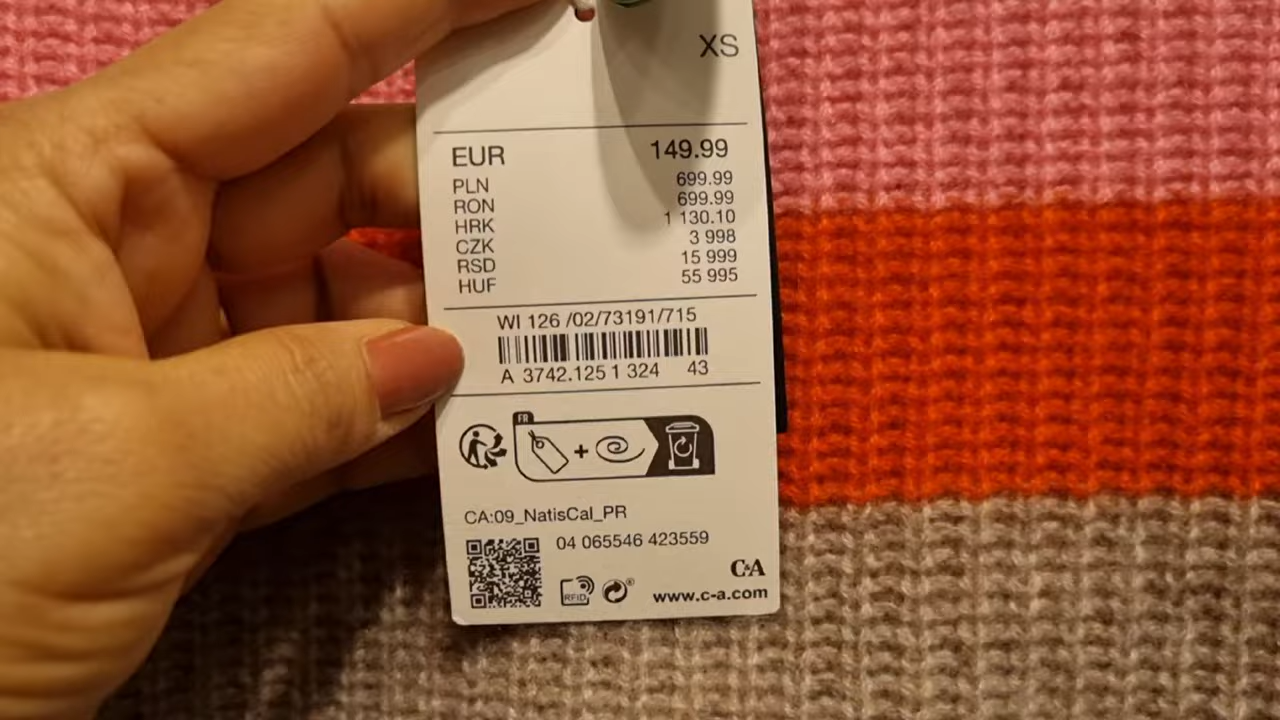 XS
EUR 149.99
PLN 699.99
RON 699.99
HRK 1 130.10
CZK 3 998
RSD 15 999
HUF 55 995
WI 126 /02/73191/715
A 3742.125 1 324 43
FR
CA:09_NatisCal_PR
04 065546 423559
C&A
RFID
www.c-a.com